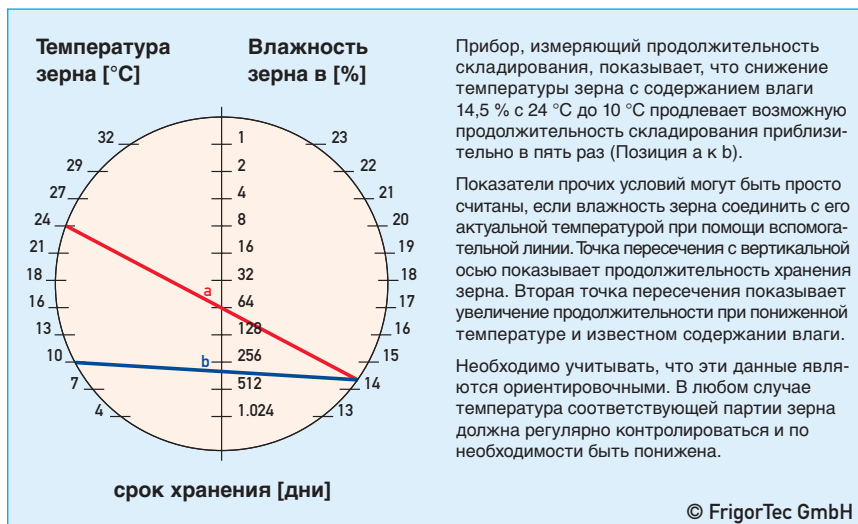 Температура
зерна [°C]
Влажность
зерна в [%]
32
29
27
24
21
18
16
13
10
7
4
1
2
4
8
16
32
64
128
256
512
1.024
23
22
21
20
19
18
17
16
15
14
13
a
b
срок хранения [дни]
Прибор, измеряющий продолжительность
складирования, показывает, что снижение
температуры зерна с содержанием влаги
14,5 % с 24 °C до 10 °C продлевает возможную
продолжительность складирования приблизи-
тельно в пять раз (Позиция a к b).
Показатели прочих условий могут быть просто
считаны, если влажность зерна соединить с его
актуальной температурой при помощи вспомога-
тельной линии. Точка пересечения с вертикальной
осью показывает продолжительность хранения
зерна. Вторая точка пересечения показывает
увеличение продолжительности при пониженной
температуре и известном содержании влаги.
Необходимо учитывать, что эти данные явля-
ются ориентировочными. В любом случае
температура соответствующей партии зерна
должна регулярно контролироваться и по
необходимости быть понижена.
© FrigorTec GmbH